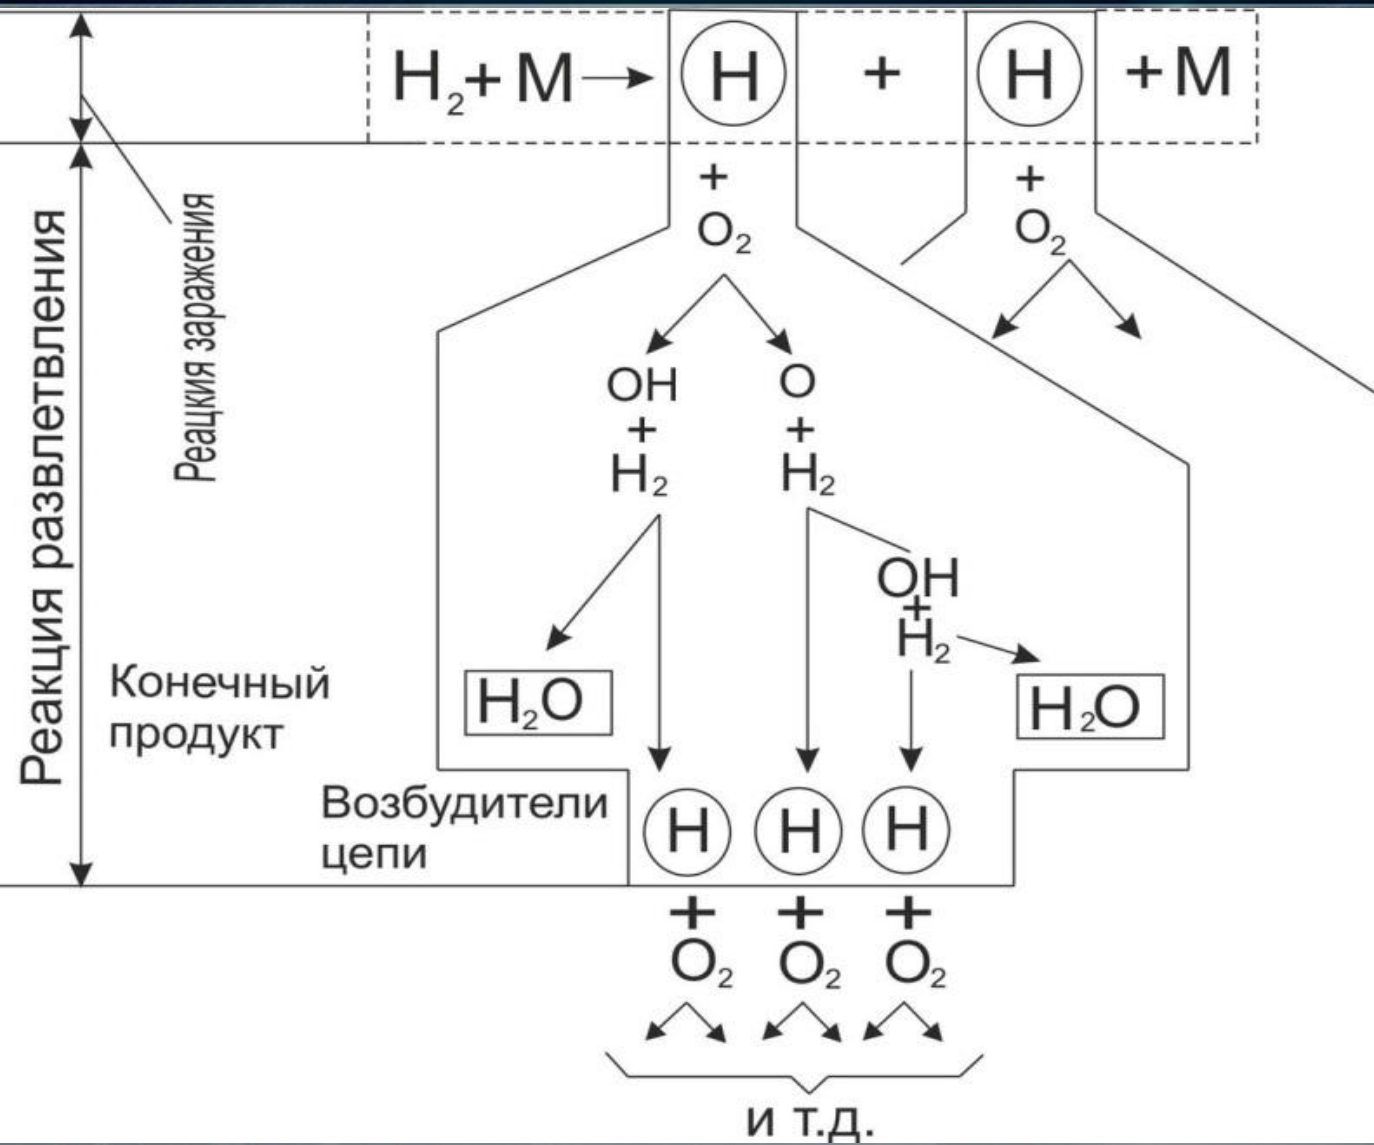 H₂ + M → H + H + M
Реацкия заражения
Реакция развлетвления
+ +
O₂ O₂
OH O
+ +
H₂ H₂
OH
+
H₂
H₂O H₂O
Конечный
продукт
Возбудители
цепи
H H H
+ + +
O₂ O₂ O₂
и т.д.